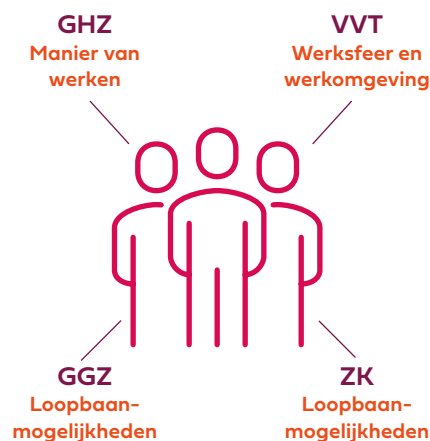 GHZ
Manier van
werken
VVT
Werksfeer en
werkomgeving
GGZ
Loopbaan-
mogelijkheden
ZK
Loopbaan-
mogelijkheden